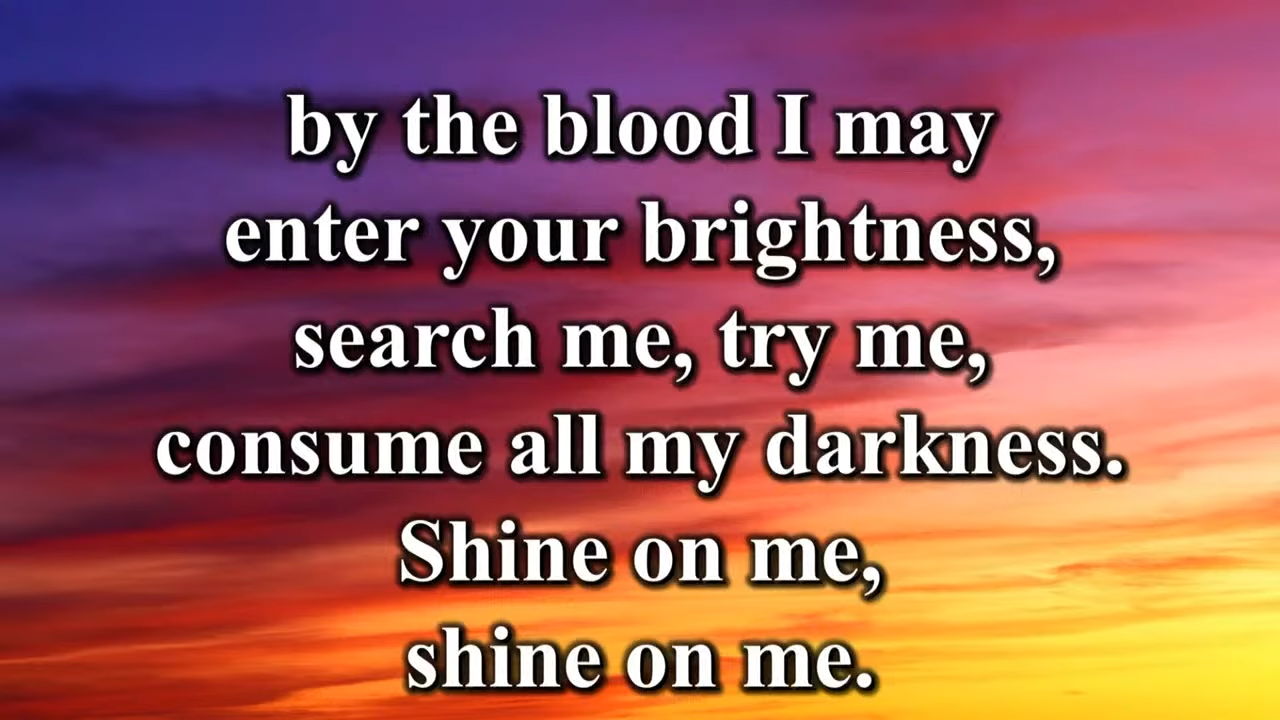 by the blood I may
enter your brightness,
search me, try me,
consume all my darkness.
Shine on me,
shine on me.